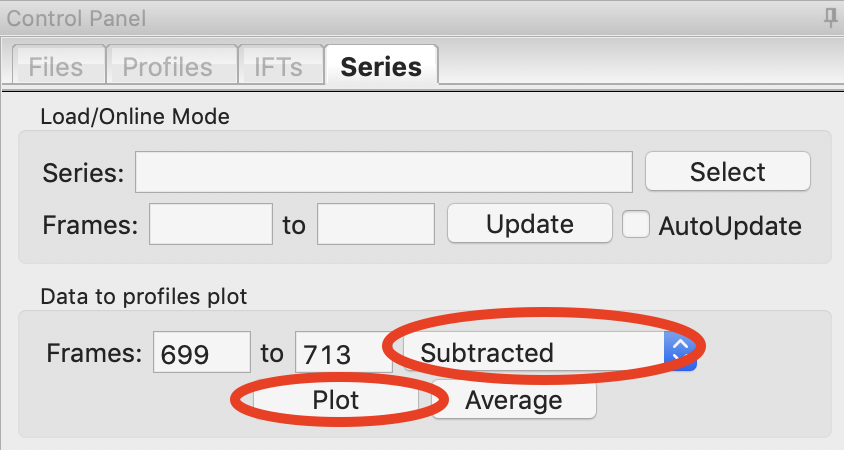 Control Panel
Files Profiles IFTs Series
Load/Online Mode
Series: Select
Frames: to Update AutoUpdate
Data to profiles plot
Frames: 699 to 713 Subtracted
Plot Average